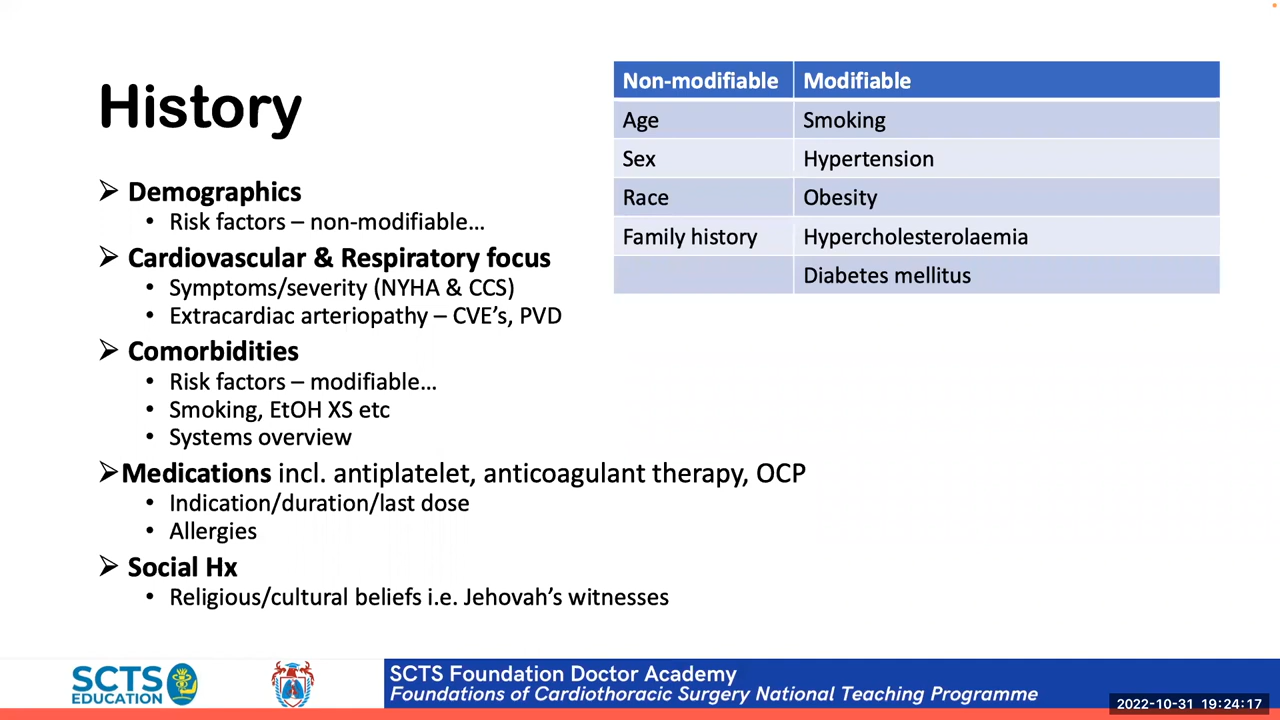 History
➢ Demographics
• Risk factors – non-modifiable…
➢ Cardiovascular & Respiratory focus
• Symptoms/severity (NYHA & CCS)
• Extracardiac arteriopathy – CVE’s, PVD
➢ Comorbidities
• Risk factors – modifiable…
• Smoking, EtOH XS etc
• Systems overview
➢Medications incl. antiplatelet, anticoagulant therapy, OCP
• Indication/duration/last dose
• Allergies
➢ Social Hx
• Religious/cultural beliefs i.e. Jehovah’s witnesses
Non-modifiable Modifiable
Age Smoking
Sex Hypertension
Race Obesity
Family history Hypercholesterolaemia
Diabetes mellitus
SCTS
EDUCATION
SCTS Foundation Doctor Academy
Foundations of Cardiothoracic Surgery National Teaching Programme
2022-10-31 19:24:17